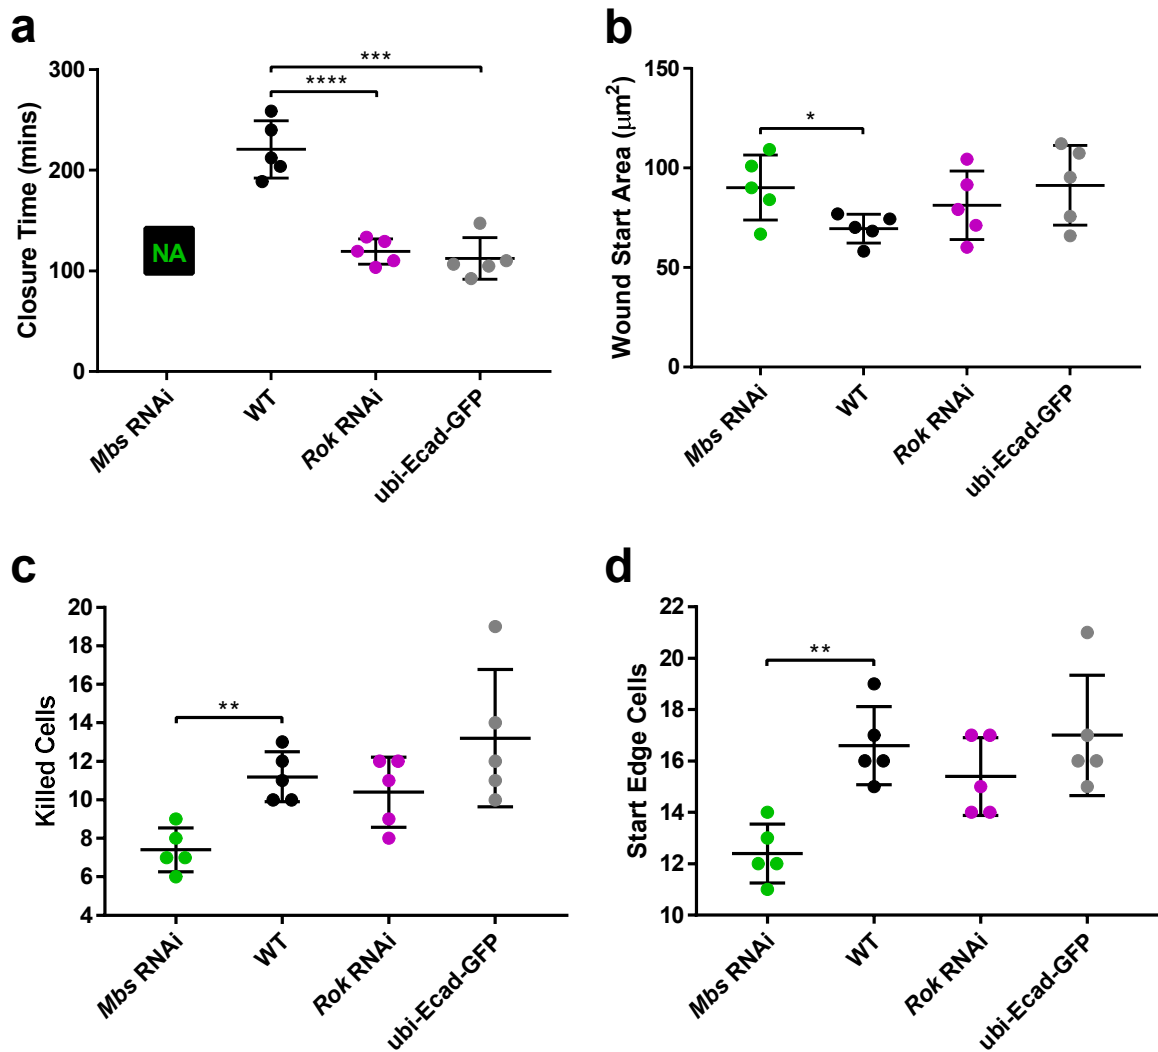 a
Closure Time (mins)
300
200
100
0
***
****
NA
Mbs RNAi
WT
Rok RNAi
ubi-Ecad-GFP
b
Wound Start Area (μm²)
150
100
50
0
*
Mbs RNAi
WT
Rok RNAi
ubi-Ecad-GFP
c
Killed Cells
20
18
16
14
12
10
8
6
4
**
Mbs RNAi
WT
Rok RNAi
ubi-Ecad-GFP
d
Start Edge Cells
22
20
18
16
14
12
10
**
Mbs RNAi
WT
Rok RNAi
ubi-Ecad-GFP